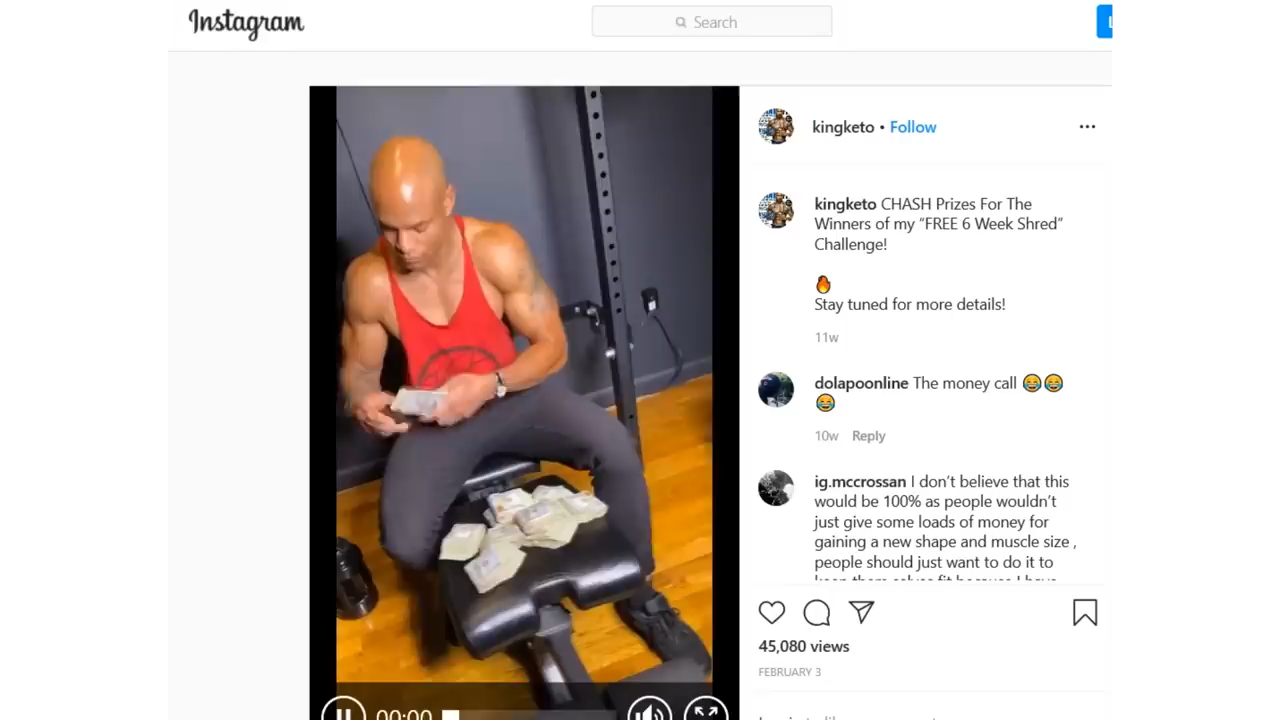 Instagram
Search
kingketo • Follow
kingketo CHASH Prizes For The
Winners of my “FREE 6 Week Shred”
Challenge!
🔥
Stay tuned for more details!
11w
dolapoonline The money call 😂😂
😂
10w Reply
ig.mccrossan I don’t believe that this
would be 100% as people wouldn’t
just give some loads of money for
gaining a new shape and muscle size ,
people should just want to do it to
45,080 views
FEBRUARY 3
00:00